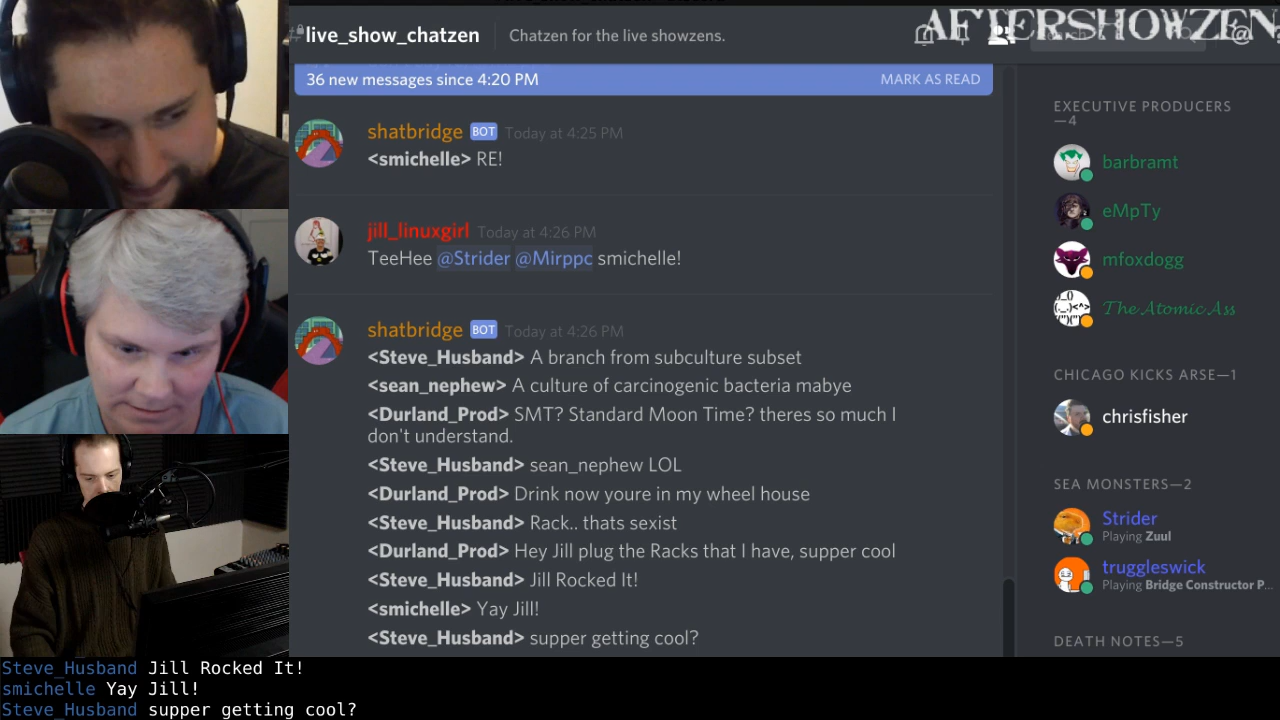 AFTERSHOWZEN
live_show_chatzen
Chatzen for the live showzens.
36 new messages since 4:20 PM
MARK AS READ
shatbridge BOT Today at 4:25 PM
<smichelle> RE!
jill_linuxgirl Today at 4:26 PM
TeeHee @Strider @Mirppc smichelle!
shatbridge BOT Today at 4:26 PM
<Steve_Husband> A branch from subculture subset
<sean_nephew> A culture of carcinogenic bacteria mabye
<Durland_Prod> SMT? Standard Moon Time? theres so much I
don't understand.
<Steve_Husband> sean_nephew LOL
<Durland_Prod> Drink now youre in my wheel house
<Steve_Husband> Rack.. thats sexist
<Durland_Prod> Hey Jill plug the Racks that I have, supper cool
<Steve_Husband> Jill Rocked It!
<smichelle> Yay Jill!
<Steve_Husband> supper getting cool?
EXECUTIVE PRODUCERS
—4
barbramt
eMpTy
mfoxdogg
𝓣𝓱𝓮 𝓐𝓽𝓸𝓶𝓲𝓬 𝓐𝓼𝓼
CHICAGO KICKS ARSE—1
chrisfisher
SEA MONSTERS—2
Strider
Playing Zuul
truggleswick
Playing Bridge Constructor P...
DEATH NOTES—5
Steve_Husband Jill Rocked It!
smichelle Yay Jill!
Steve_Husband supper getting cool?